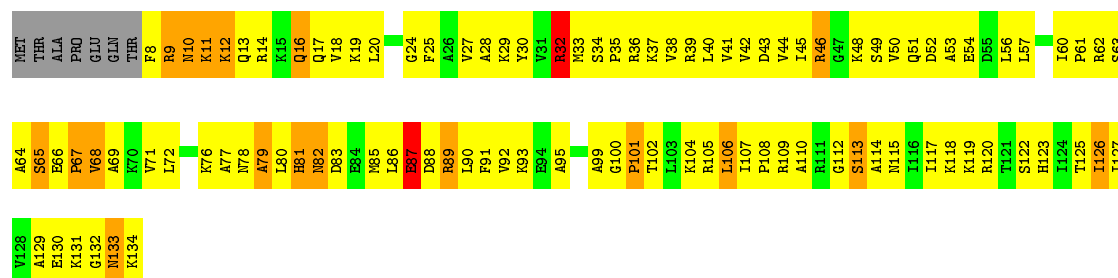 MET THR ALA PRO GLU GLN THR F8 R9 N10 K11 K12 Q13 R14 K15 Q16 Q17 V18 K19 L20 G24 F25 A26 V27 A28 K29 Y30 V31 R32 M33 S34 P35 R36 K37 V38 R39 L40 V41 V42 D43 V44 I45 R46 G47 K48 S49 V50 Q51 D52 A53 E54 D55 L56 L57 I60 P61 R62 S63
A64 S65 E66 P67 V68 A69 K70 V71 L72 K76 A77 N78 A79 L80 H81 N82 D83 E84 M85 L86 E87 D88 R89 L90 F91 V92 K93 E94 A95 A99 G100 P101 T102 L103 K104 R105 L106 I107 P108 R109 A110 R111 G112 S113 A114 N115 I116 I117 K118 K119 R120 T121 S122 H123 I124 T125 I126 I127
V128 A129 E130 K131 G132 N133 K134